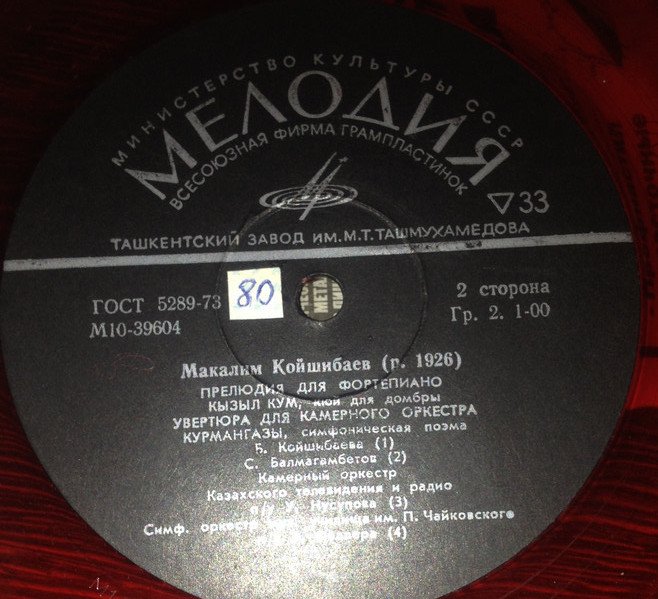 МИНИСТЕРСТВО КУЛЬТУРЫ СССР
МЕЛОДИЯ
ВСЕСОЮЗНАЯ ФИРМА ГРАМПЛАСТИНОК
33
ТАШКЕНТСКИЙ ЗАВОД ИМ. М.Т. ТАШМУХАМЕДОВА
ГОСТ 5289-73
М10-39604
80
МЕТА
2 сторона
Гр. 2. 1-00
Макалим Койшибаев (р. 1926)
ПРЕЛЮДИЯ ДЛЯ ФОРТЕПИАНО
КЫЗЫЛ КУМ, кюй для домбры
УВЕРТЮРА ДЛЯ КАМЕРНОГО ОРКЕСТРА
КУРМАНГАЗЫ, симфоническая поэма
Б. Койшибаева (1)
С. Балмагамбетов (2)
Камерный оркестр
Казахского телевидения и радио
п/у У. Нусупова (3)
Симф. оркестр им. П. Чайковского
(4)